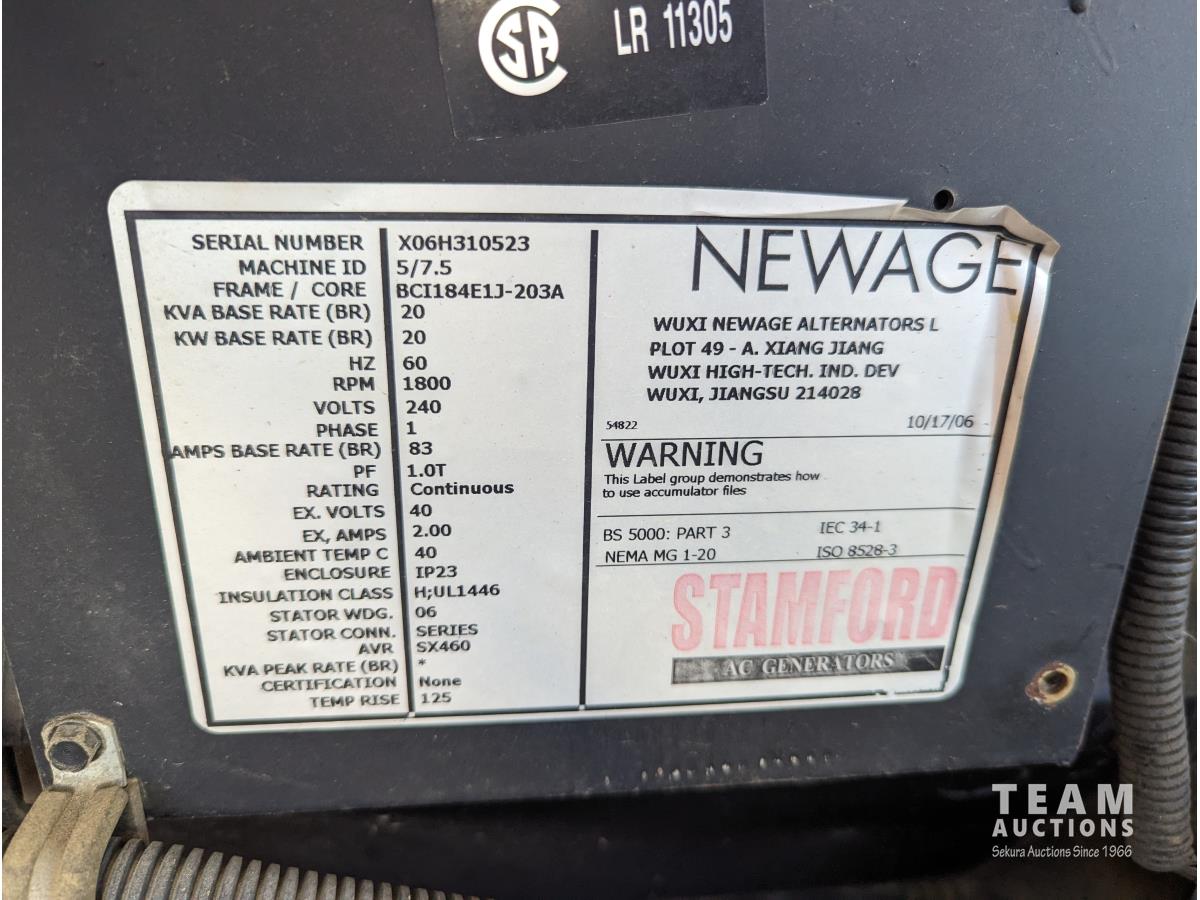 CSA LR 11305
SERIAL NUMBER X06H310523
MACHINE ID 5/7.5
FRAME / CORE BCI184E1J-203A
KVA BASE RATE (BR) 20
KW BASE RATE (BR) 20
HZ 60
RPM 1800
VOLTS 240
PHASE 1
AMPS BASE RATE (BR) 83
PF 1.0T
RATING Continuous
EX. VOLTS 40
EX, AMPS 2.00
AMBIENT TEMP C 40
ENCLOSURE IP23
INSULATION CLASS H;UL1446
STATOR WDG. 06
STATOR CONN. SERIES
AVR SX460
KVA PEAK RATE (BR) *
CERTIFICATION None
TEMP RISE 125
NEWAGE
WUXI NEWAGE ALTERNATORS L
PLOT 49 - A. XIANG JIANG
WUXI HIGH-TECH. IND. DEV
WUXI, JIANGSU 214028
54822 10/17/06
WARNING
This Label group demonstrates how
to use accumulator files
BS 5000: PART 3 IEC 34-1
NEMA MG 1-20 ISO 8528-3
STAMFORD
AC GENERATORS
TEAM
AUCTIONS
Sekura Auctions Since 1966